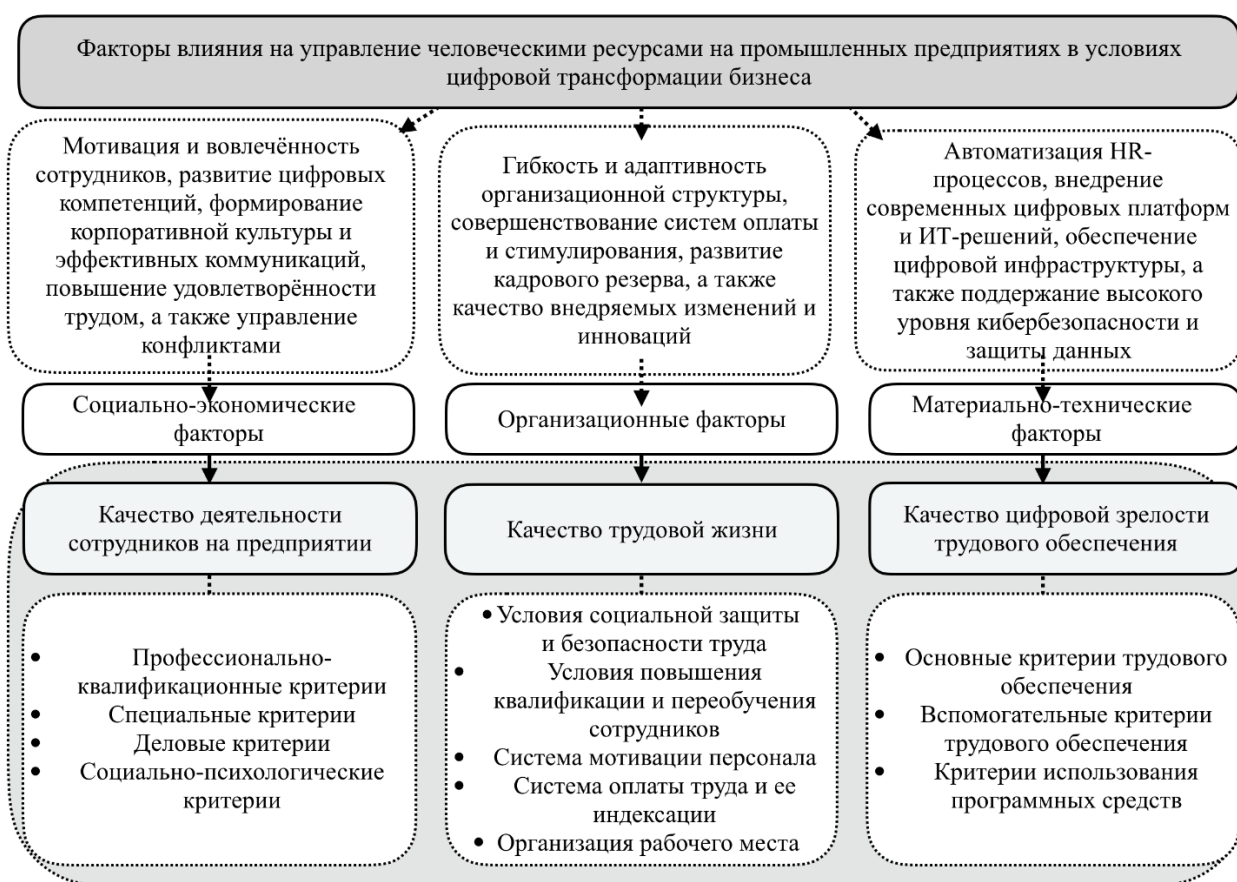 Факторы влияния на управление человеческими ресурсами на промышленных предприятиях в условиях
цифровой трансформации бизнеса
Мотивация и вовлечённость
сотрудников, развитие цифровых
компетенций, формирование
корпоративной культуры и
эффективных коммуникаций,
повышение удовлетворённости
трудом, а также управление
конфликтами
Гибкость и адаптивность
организационной структуры,
совершенствование систем оплаты
и стимулирования, развитие
кадрового резерва, а также
качество внедряемых изменений и
инноваций
Автоматизация HR-
процессов, внедрение
современных цифровых платформ
и ИТ-решений, обеспечение
цифровой инфраструктуры, а
также поддержание высокого
уровня кибербезопасности и
защиты данных
Социально-экономические
факторы
Организационные факторы
Материально-технические
факторы
Качество деятельности
сотрудников на предприятии
Качество трудовой жизни
Качество цифровой зрелости
трудового обеспечения
• Профессионально-
квалификационные критерии
• Специальные критерии
• Деловые критерии
• Социально-психологические
критерии
• Условия социальной защиты
и безопасности труда
• Условия повышения
квалификации и переобучения
сотрудников
• Система мотивации персонала
• Система оплаты труда и ее
индексации
• Организация рабочего места
• Основные критерии трудового
обеспечения
• Вспомогательные критерии
трудового обеспечения
• Критерии использования
программных средств